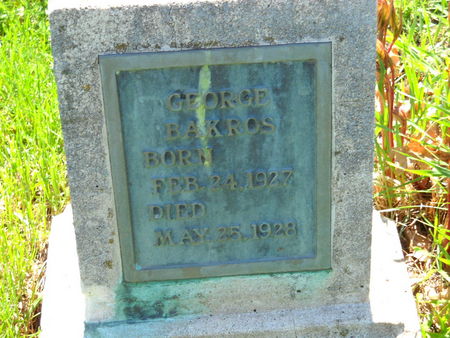 GEORGE
BAKROS
BORN
FEB. 24, 1927
DIED
MAY. 25, 1928